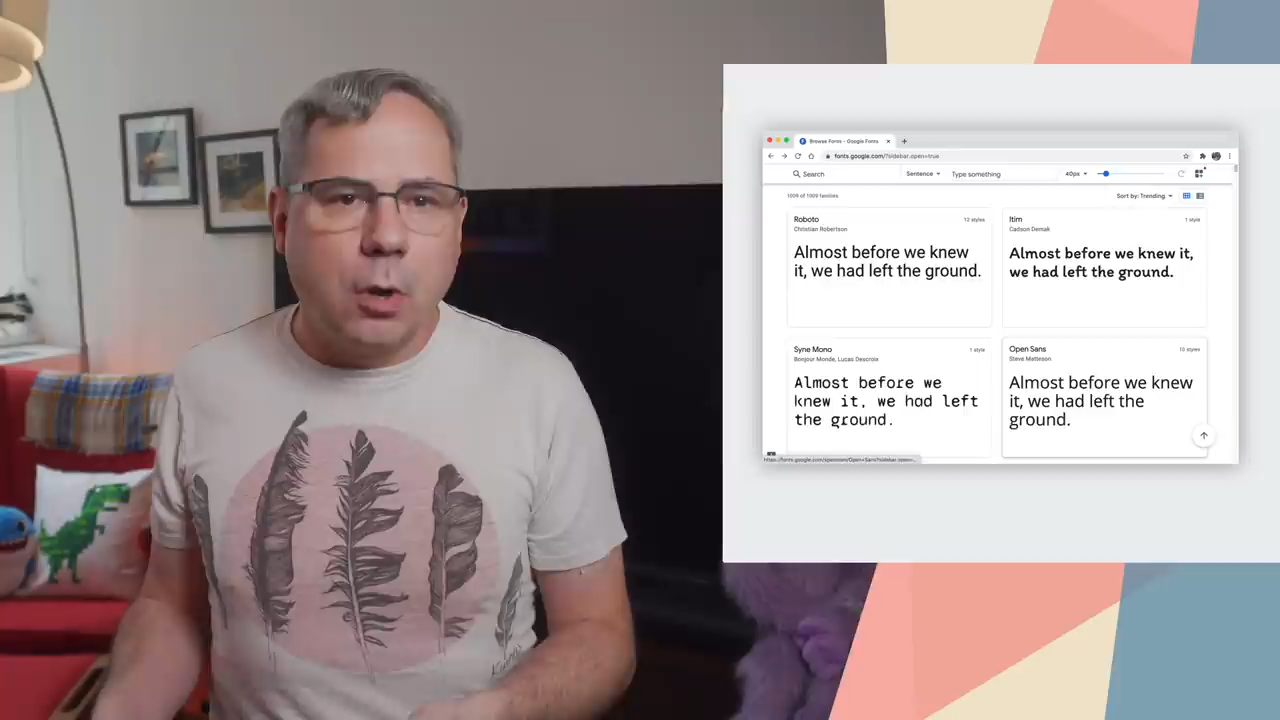 Browse Fonts - Google Fonts
fonts.google.com/?sidebar.open=true
Search
Sentence
Type something
40px
1009 of 1009 families
Sort by: Trending
Roboto
12 styles
Christian Robertson
Almost before we knew
it, we had left the ground.
Itim
1 style
Cadson Demak
Almost before we knew it,
we had left the ground.
Syne Mono
1 style
Bonjour Monde, Lucas Descroix
Almost before we
knew it, we had left
the ground.
Open Sans
10 styles
Steve Matteson
Almost before we knew
it, we had left the
ground.